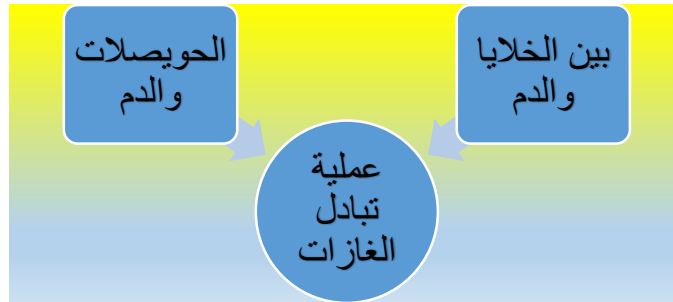 بين الخلايا
والدم
الحويصلات
والدم
عملية
تبادل
الغازات